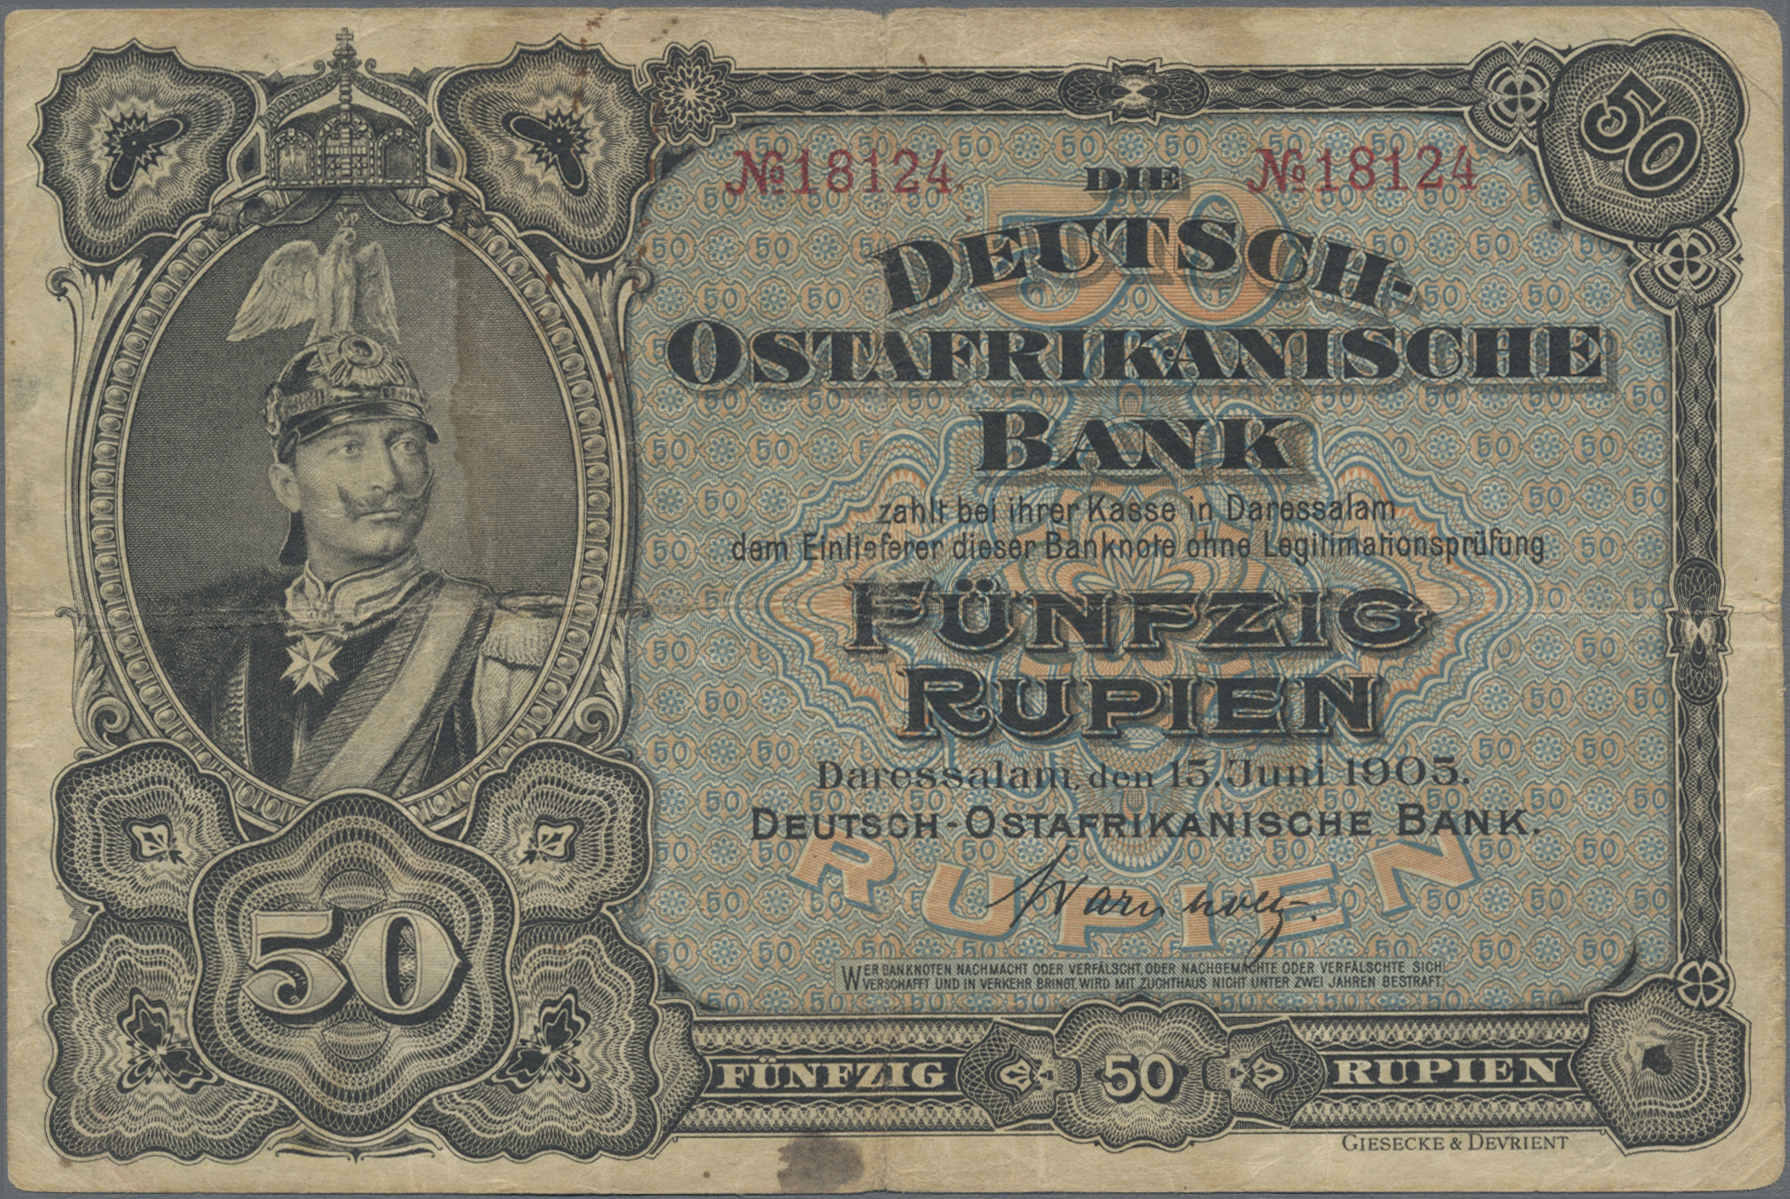 50
№18124 № 18124
DIE
DEUTSCH-
OSTAFRIKANISCHE
BANK
zahlt bei ihrer Kasse in Daressalam
dem Einlieferer dieser Banknote ohne Legitimationsprüfung
FÜNFZIG
RUPIEN
Daressalam, den 15. Juni 1905.
DEUTSCH-OSTAFRIKANISCHE BANK.
RUPIEN
WER BANKNOTEN NACHMACHT ODER VERFÄLSCHT, ODER NACHGEMACHTE ODER VERFÄLSCHTE SICH
VERSCHAFFT UND IN VERKEHR BRINGT, WIRD MIT ZUCHTHAUS NICHT UNTER ZWEI JAHREN BESTRAFT.
50
FÜNFZIG 50 RUPIEN
GIESECKE & DEVRIENT